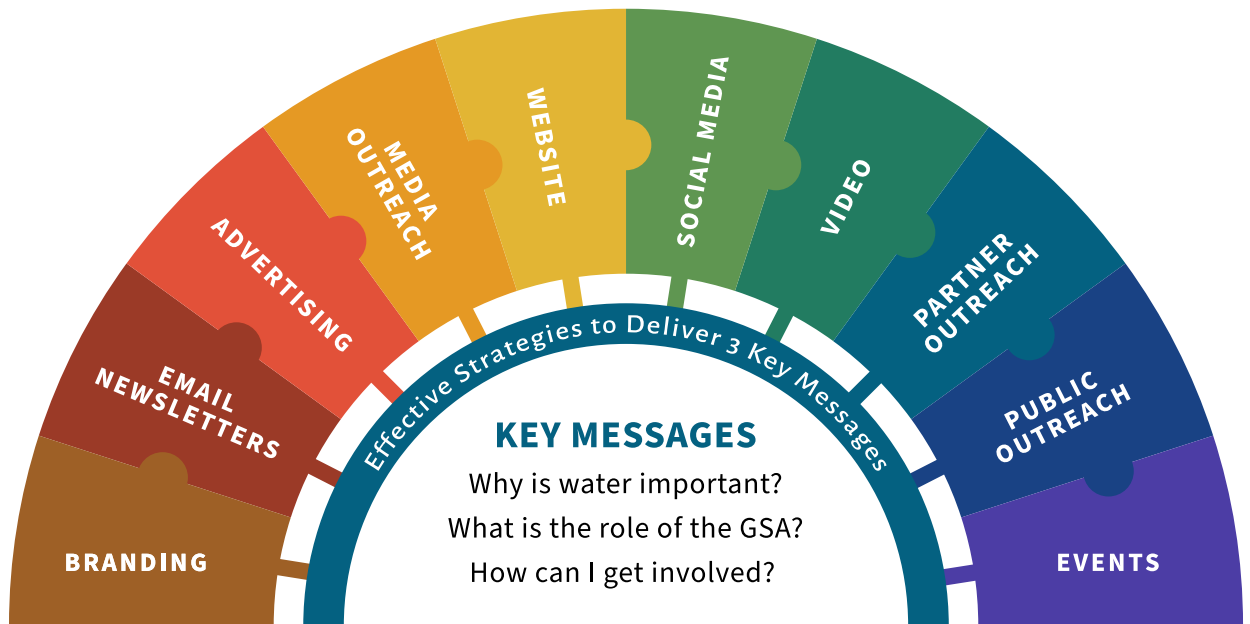 BRANDING
EMAIL
NEWSLETTERS
ADVERTISING
MEDIA
OUTREACH
WEBSITE
SOCIAL MEDIA
VIDEO
PARTNER
OUTREACH
PUBLIC
OUTREACH
EVENTS
Effective Strategies to Deliver 3 Key Messages
KEY MESSAGES
Why is water important?
What is the role of the GSA?
How can I get involved?